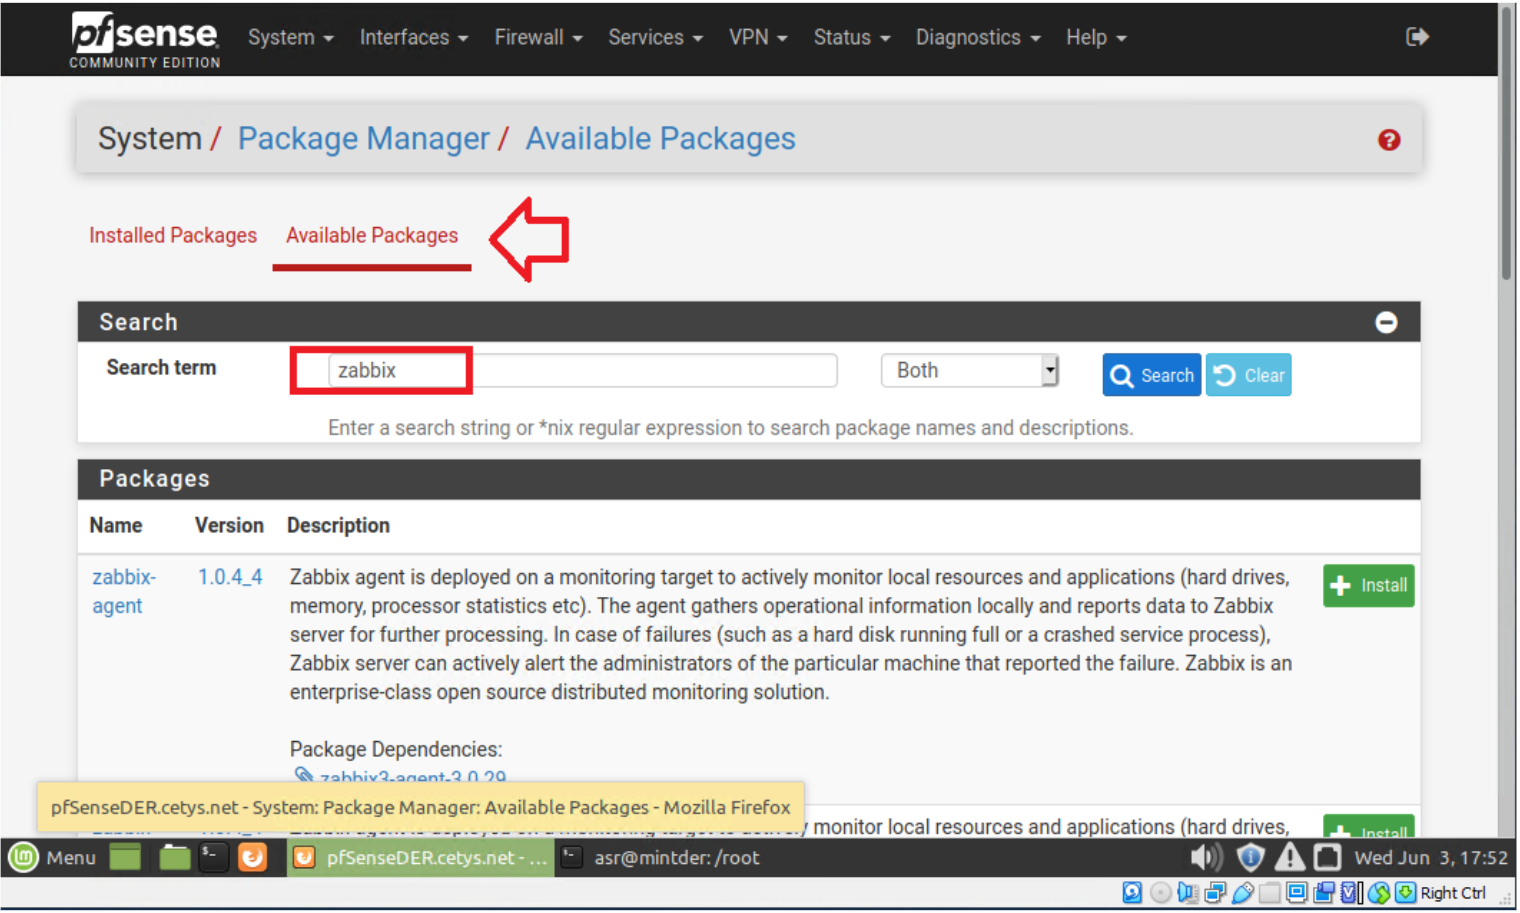 pfsense
COMMUNITY EDITION
System Interfaces Firewall Services VPN Status Diagnostics Help
System / Package Manager / Available Packages
Installed Packages Available Packages
Search
Search term zabbix Both Search Clear
Enter a search string or *nix regular expression to search package names and descriptions.
Packages
Name Version Description
zabbix-agent 1.0.4_4 Zabbix agent is deployed on a monitoring target to actively monitor local resources and applications (hard drives, Install
memory, processor statistics etc). The agent gathers operational information locally and reports data to Zabbix
server for further processing. In case of failures (such as a hard disk running full or a crashed service process),
Zabbix server can actively alert the administrators of the particular machine that reported the failure. Zabbix is an
enterprise-class open source distributed monitoring solution.
Package Dependencies:
zabbix3-agent-3.0.29
pfSenseDER.cetys.net - System: Package Manager: Available Packages - Mozilla Firefox
monitor local resources and applications (hard drives, Install
Menu pfSenseDER.cetys.net - ... asr@mintder: /root Wed Jun 3, 17:52
Right Ctrl